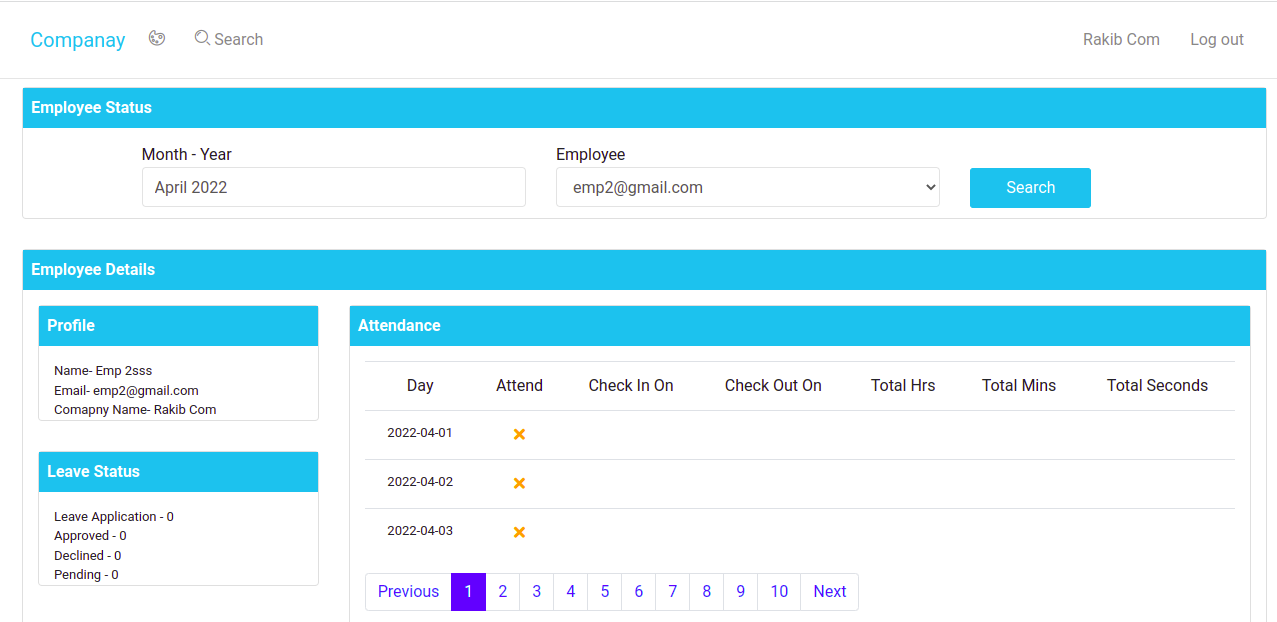 Companay Search Rakib Com Log out
Employee Status
Month - Year Employee
April 2022 emp2@gmail.com Search
Employee Details
Profile
Name- Emp 2sss
Email- emp2@gmail.com
Comapny Name- Rakib Com
Leave Status
Leave Application - 0
Approved - 0
Declined - 0
Pending - 0
Attendance
Day Attend Check In On Check Out On Total Hrs Total Mins Total Seconds
2022-04-01
2022-04-02
2022-04-03
Previous 1 2 3 4 5 6 7 8 9 10 Next